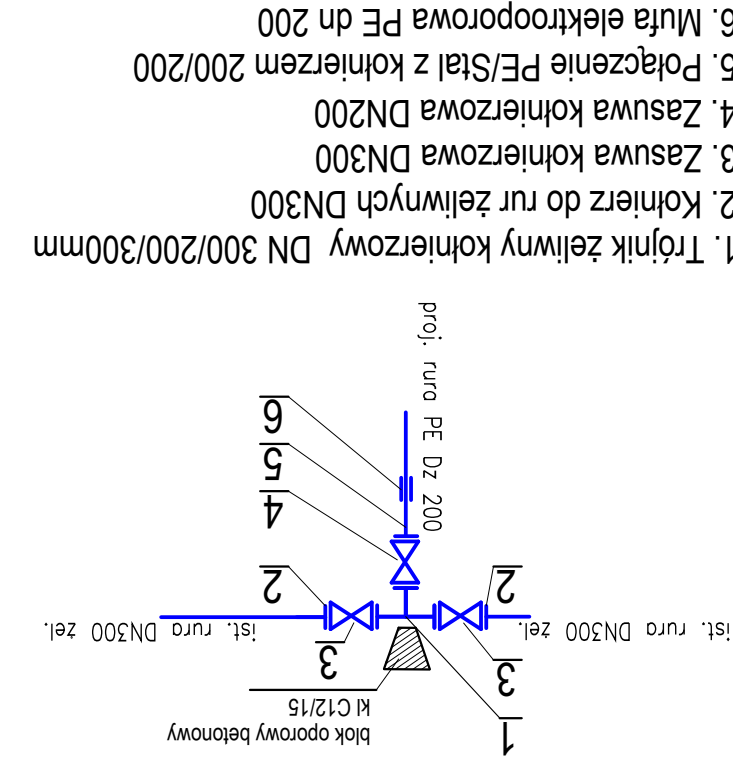 1
blok oporowy betonowy
kl C12/15
3
3
ist. rura DN300 żel.
ist. rura DN300 żel.
2
2
4
5
6
proj. rura PE Dz 200
1. Trójnik żeliwny kołnierzowy DN 300/200/300mm
2. Kołnierz do rur żeliwnych DN300
3. Zasuwa kołnierzowa DN300
4. Zasuwa kołnierzowa DN200
5. Połączenie PE/Stal z kołnierzem 200/200
6. Mufa elektrooporowa PE dn 200